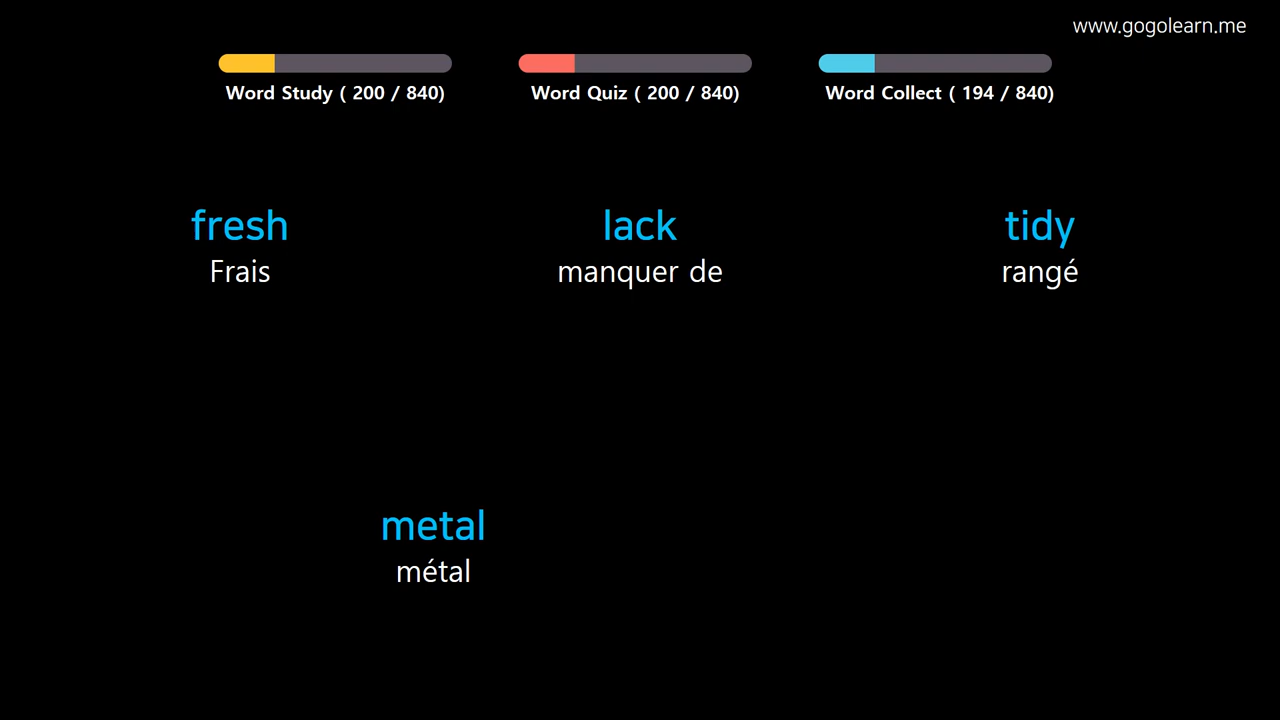 www.gogolearn.me
Word Study ( 200 / 840)
Word Quiz ( 200 / 840)
Word Collect ( 194 / 840)
fresh
Frais
lack
manquer de
tidy
rangé
metal
métal